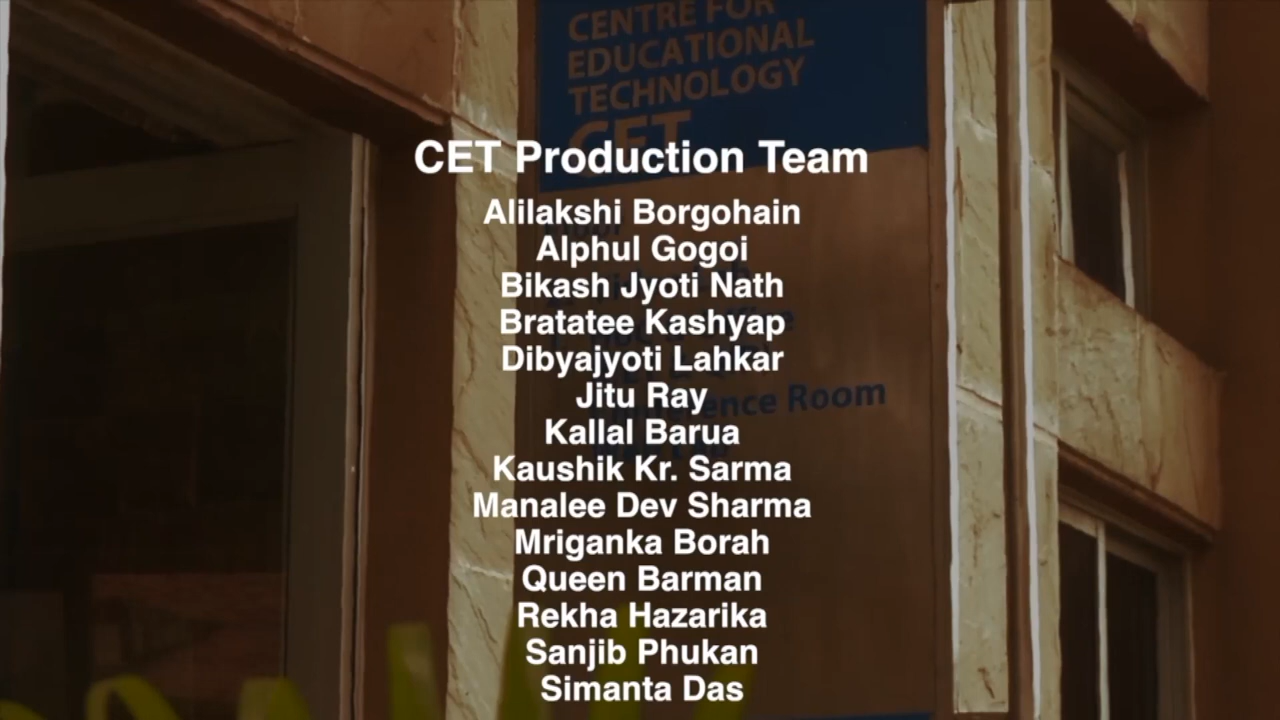 CENTRE FOR
EDUCATIONAL
TECHNOLOGY
CET
CET Production Team
Alilakshi Borgohain
Alphul Gogoi
Bikash Jyoti Nath
Bratatee Kashyap
Dibyajyoti Lahkar
Jitu Ray
Room
Kallal Barua
Kaushik Kr. Sarma
Manalee Dev Sharma
Mriganka Borah
Queen Barman
Rekha Hazarika
Sanjib Phukan
Simanta Das